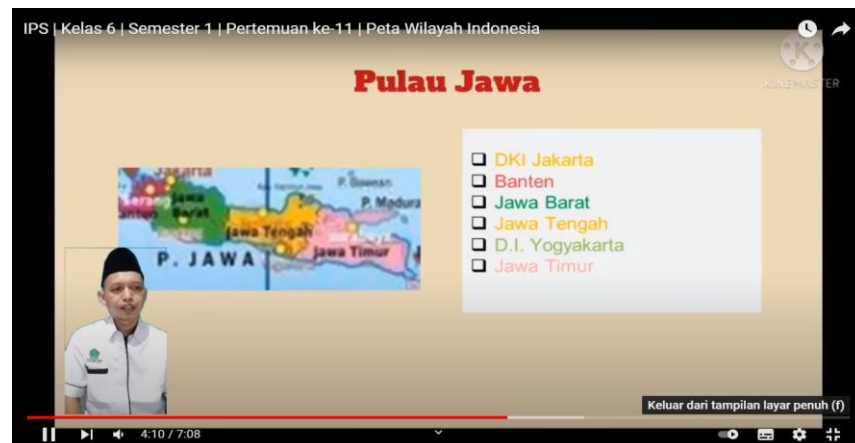 IPS | Kelas 6 | Semester 1 | Pertemuan ke-11 | Peta Wilayah Indonesia
K
KINEMASTER
Pulau Jawa
Jakarta
Serang
Jawa
Barat
P. Madura
Jawa Tengah
Jawa Timur
P. JAWA
DKI Jakarta
Banten
Jawa Barat
Jawa Tengah
D.I. Yogyakarta
Jawa Timur
Keluar dari tampilan layar penuh (f)
4:10 / 7:08